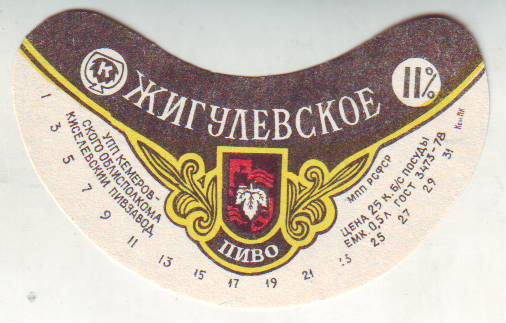 К
ЖИГУЛЕВСКОЕ
11%
УПП КЕМЕРОВ-
СКОГО ОБЛИСПОЛКОМА
КИСЕЛЕВСКИЙ ПИВЗАВОД
ПИВО
МПП РСФСР
ЦЕНА 25 К. Б/С ПОСУДЫ
ЕМК. 0,5 Л ГОСТ 3473-78
1 3 5 7 9 11 13 15 17 19 21 23 25 27 29 31